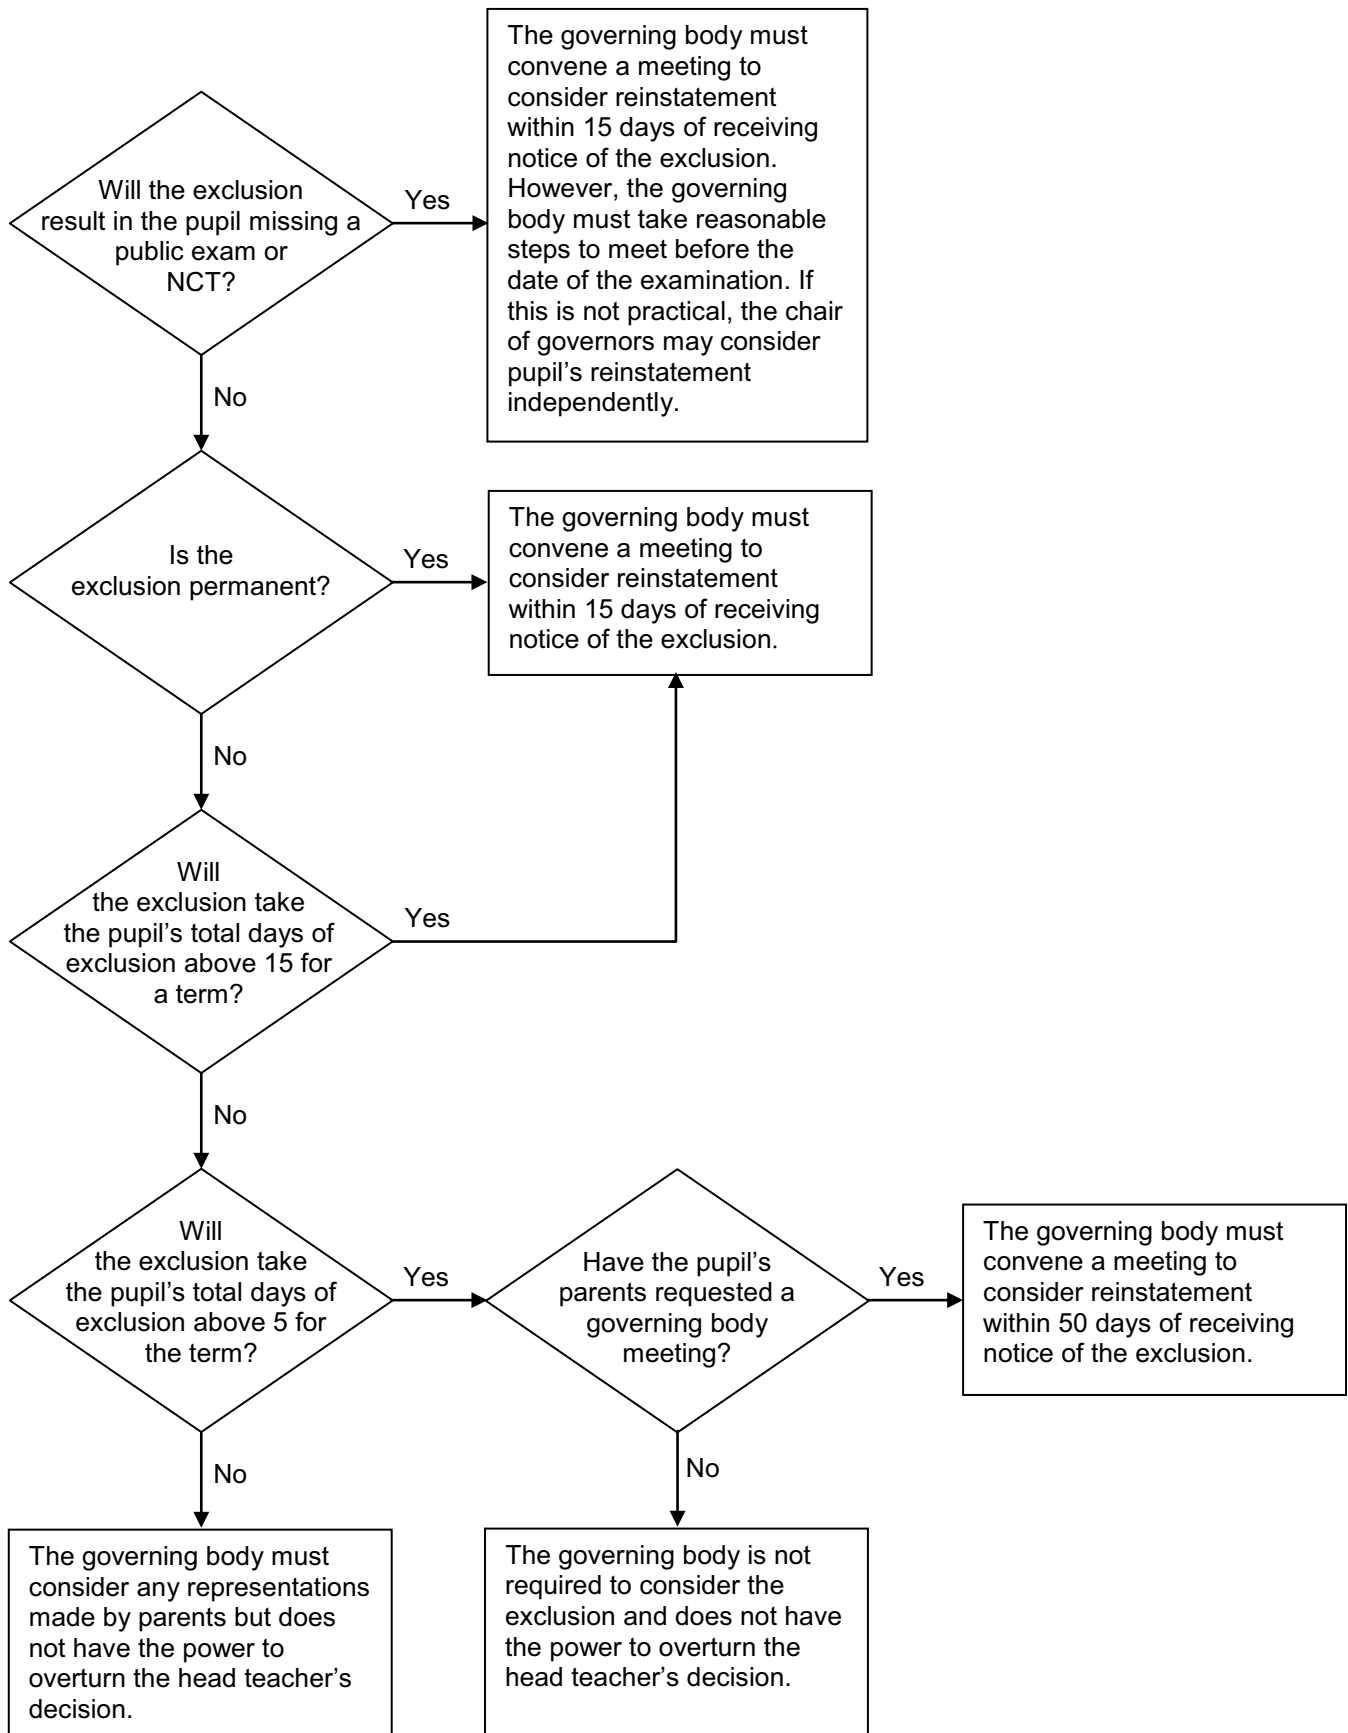 The governing body must
convene a meeting to
consider reinstatement
within 15 days of receiving
notice of the exclusion.
However, the governing
body must take reasonable
steps to meet before the
date of the examination. If
this is not practical, the chair
of governors may consider
pupil’s reinstatement
independently.
Will the exclusion
result in the pupil missing a
public exam or
NCT?
Yes
No
Is the
exclusion permanent?
Yes
The governing body must
convene a meeting to
consider reinstatement
within 15 days of receiving
notice of the exclusion.
No
Will
the exclusion take
the pupil’s total days of
exclusion above 15 for
a term?
Yes
No
Will
the exclusion take
the pupil’s total days of
exclusion above 5 for
the term?
Yes
Have the pupil’s
parents requested a
governing body
meeting?
Yes
The governing body must
convene a meeting to
consider reinstatement
within 50 days of receiving
notice of the exclusion.
No
No
The governing body must
consider any representations
made by parents but does
not have the power to
overturn the head teacher’s
decision.
The governing body is not
required to consider the
exclusion and does not have
the power to overturn the
head teacher’s decision.